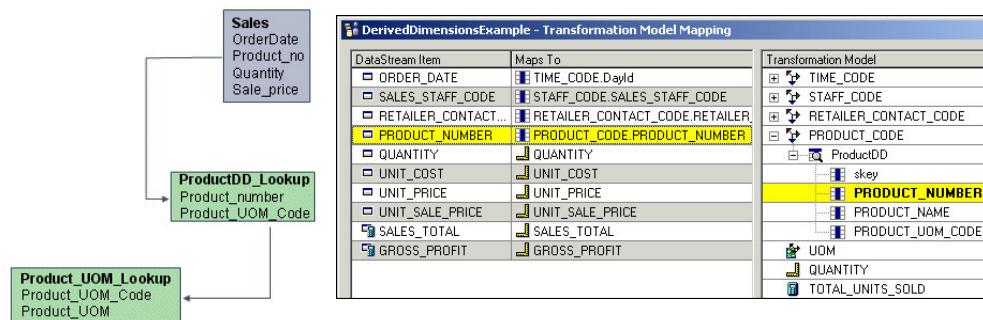 Sales
OrderDate
Product_no
Quantity
Sale_price
ProductDD_Lookup
Product_number
Product_UOM_Code
Product_UOM_Lookup
Product_UOM_Code
Product_UOM
DerivedDimensionsExample - Transformation Model Mapping
DataStream Item Maps To
ORDER_DATE TIME_CODE.DayId
SALES_STAFF_CODE STAFF_CODE.SALES_STAFF_CODE
RETAILER_CONTACT... RETAILER_CONTACT_CODE.RETAILER_
PRODUCT_NUMBER PRODUCT_CODE.PRODUCT_NUMBER
QUANTITY QUANTITY
UNIT_COST UNIT_COST
UNIT_PRICE UNIT_PRICE
UNIT_SALE_PRICE UNIT_SALE_PRICE
SALES_TOTAL SALES_TOTAL
GROSS_PROFIT GROSS_PROFIT
Transformation Model
TIME_CODE
STAFF_CODE
RETAILER_CONTACT_CODE
PRODUCT_CODE
ProductDD
skey
PRODUCT_NUMBER
PRODUCT_NAME
PRODUCT_UOM_CODE
UOM
QUANTITY
TOTAL_UNITS_SOLD